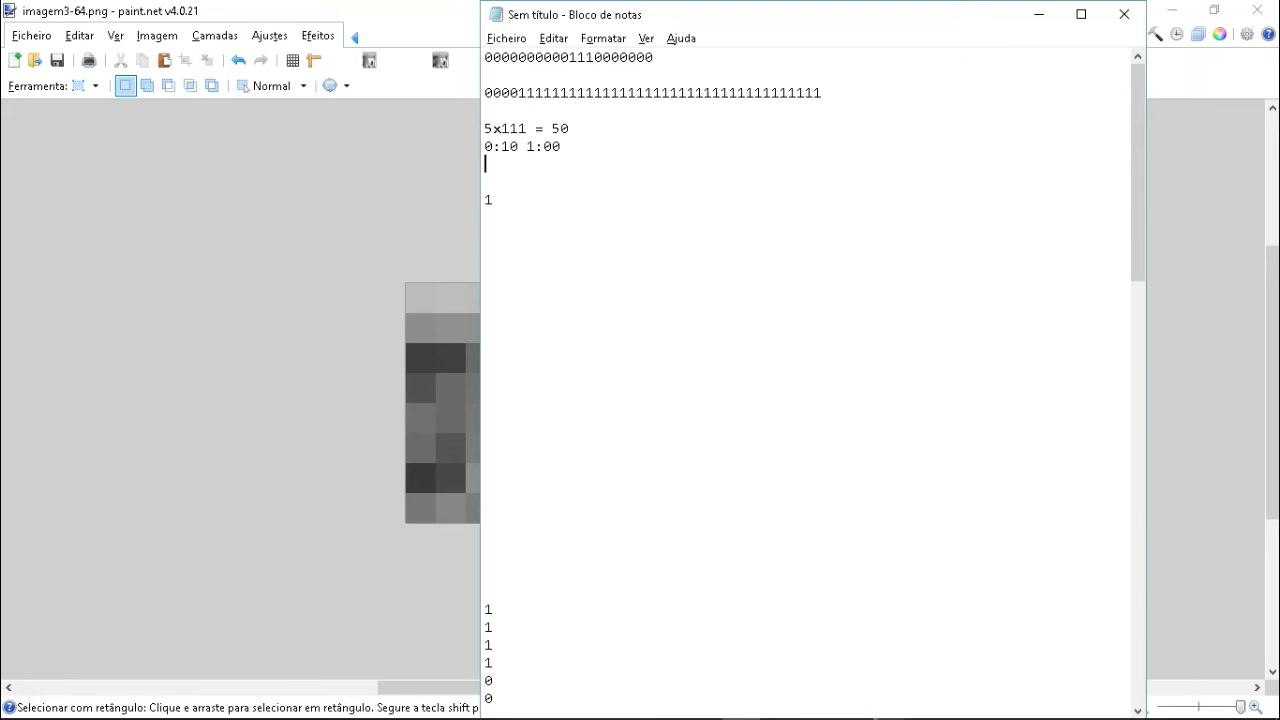 imagem3-64.png - paint.net v4.0.21
Ficheiro Editar Ver Imagem Camadas Ajustes Efeitos
Ferramenta: Normal
Sem título - Bloco de notas
Ficheiro Editar Formatar Ver Ajuda
00000000001110000000
0000111111111111111111111111111111111111
5x111 = 50
0:10 1:00
1
1
1
1
1
0
0
Selecionar com retângulo: Clique e arraste para selecionar em retângulo. Segure a tecla shift p